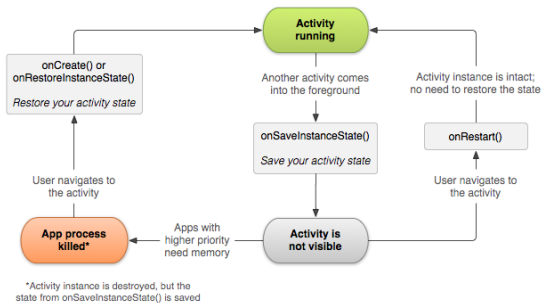 Activity
running
onCreate() or
onRestoreInstanceState()
Restore your activity state
Another activity comes
into the foreground
Activity instance is intact;
no need to restore the state
onSaveInstanceState()
Save your activity state
onRestart()
User navigates to
the activity
User navigates to
the activity
App process
killed*
Apps with
higher priority
need memory
Activity is
not visible
*Activity instance is destroyed, but the
state from onSaveInstanceState() is saved